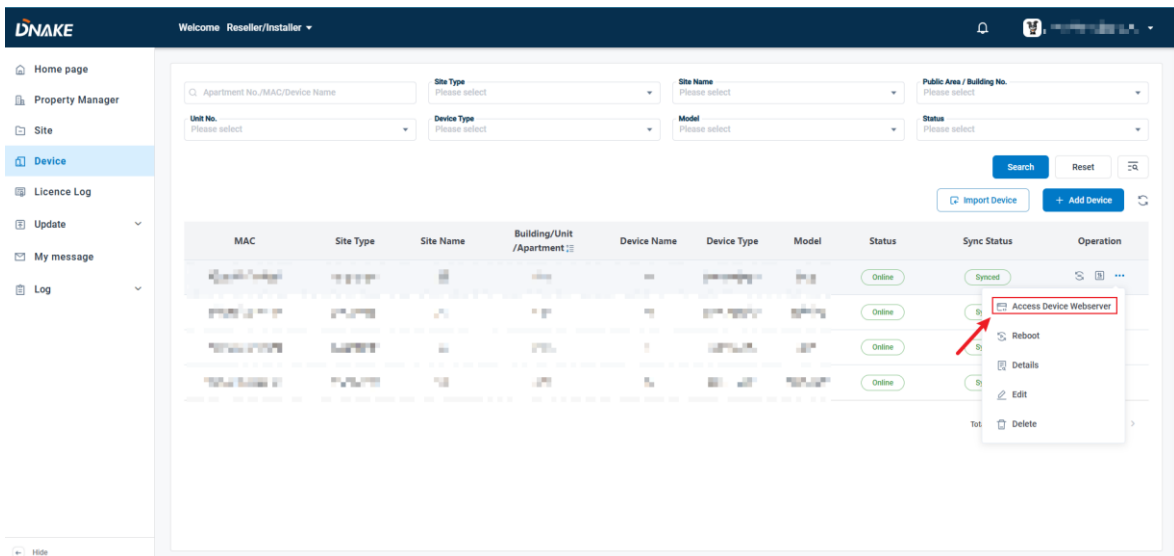 DNAKE
Welcome Reseller/Installer
Home page
Property Manager
Site
Device
Licence Log
Update
My message
Log
Hide
Apartment No./MAC/Device Name
Site Type
Please select
Site Name
Please select
Public Area / Building No.
Please select
Unit No.
Please select
Device Type
Please select
Model
Please select
Status
Please select
Search
Reset
Import Device
+ Add Device
MAC
Site Type
Site Name
Building/Unit
/Apartment
Device Name
Device Type
Model
Status
Sync Status
Operation
Online
Synced
Online
Online
Online
Access Device Webserver
Reboot
Details
Edit
Delete